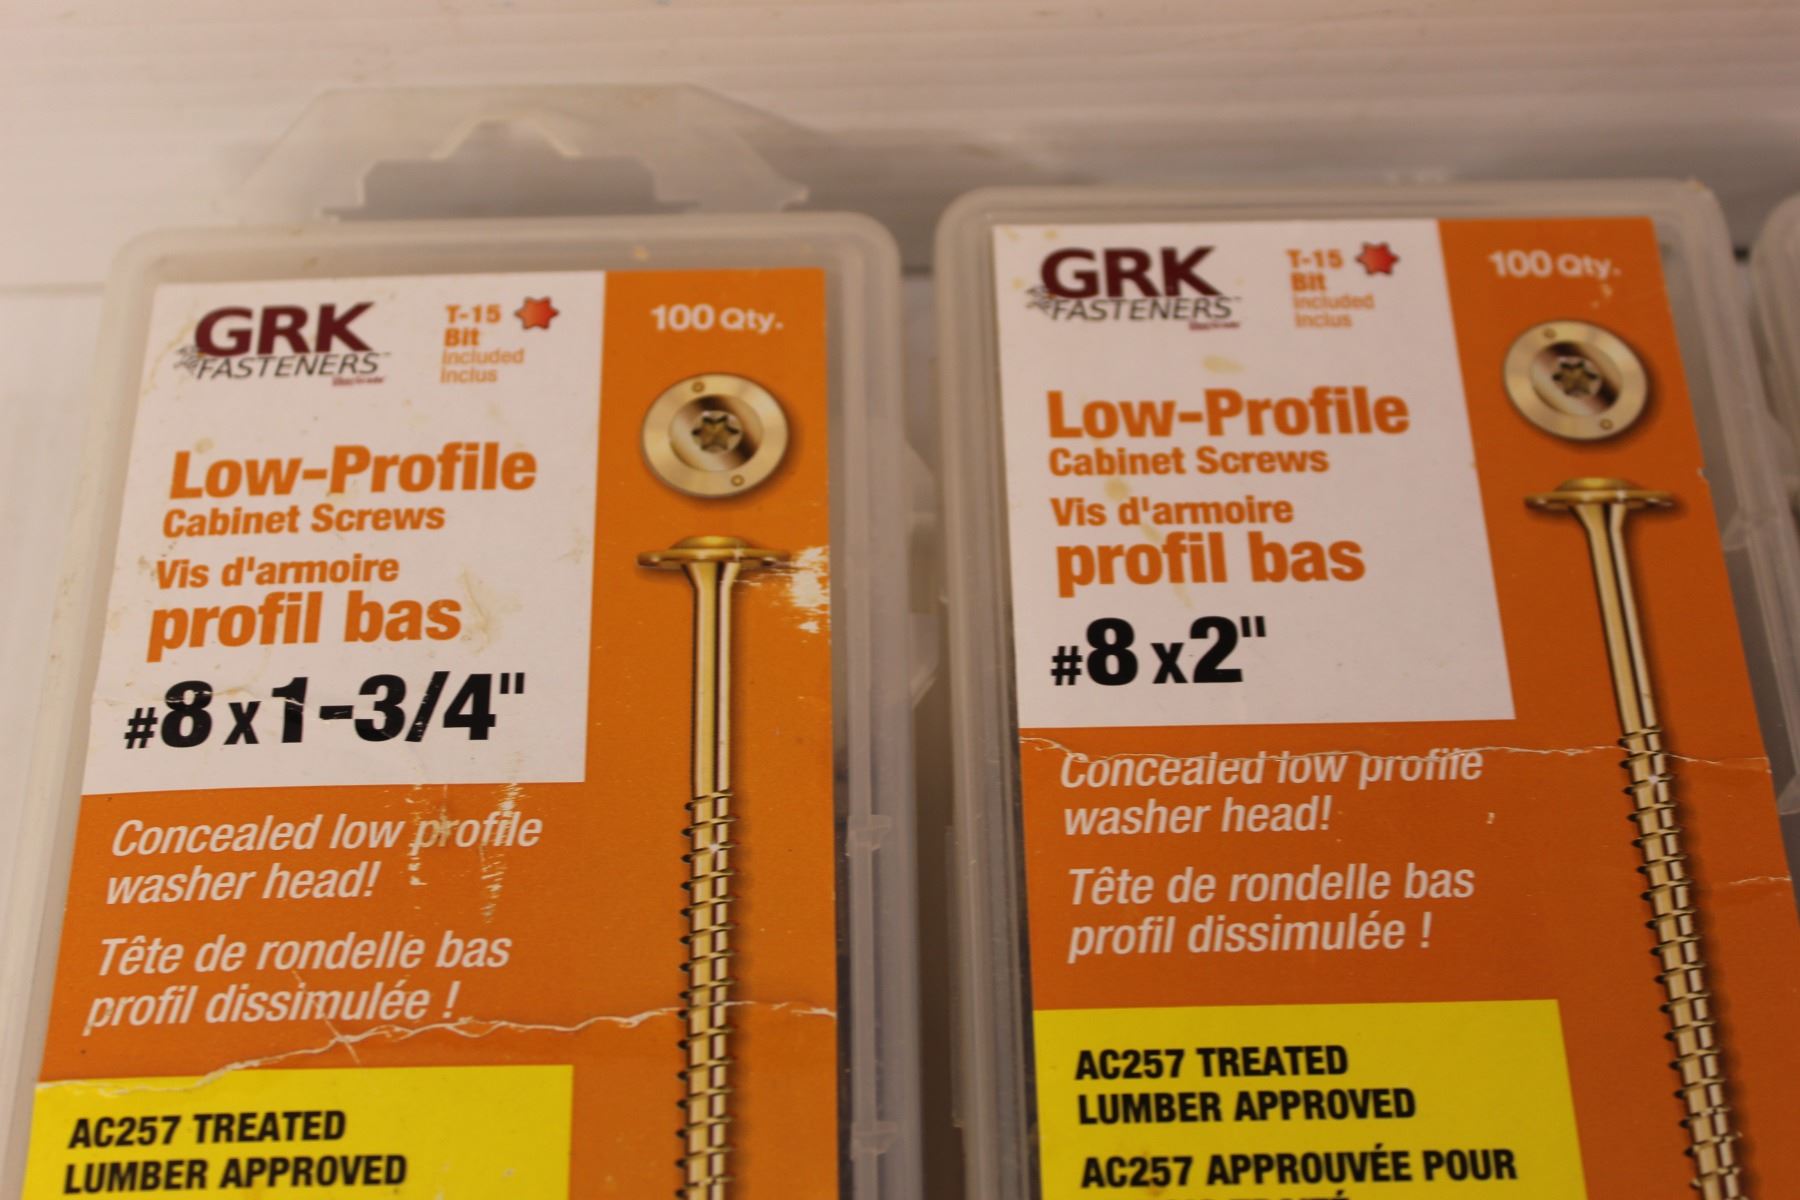 GRK
FASTENERS
T-15
Bit
Included
Inclus
100 Qty.
Low-Profile
Cabinet Screws
Vis d'armoire
profil bas
#8 x 1-3/4"
Concealed low profile
washer head!
Tête de rondelle bas
profil dissimulée !
AC257 TREATED
LUMBER APPROVED
GRK
FASTENERS
T-15
Bit
Included
Inclus
100 Qty.
Low-Profile
Cabinet Screws
Vis d'armoire
profil bas
#8 x 2"
Concealed low profile
washer head!
Tête de rondelle bas
profil dissimulée !
AC257 TREATED
LUMBER APPROVED
AC257 APPROUVÉE POUR